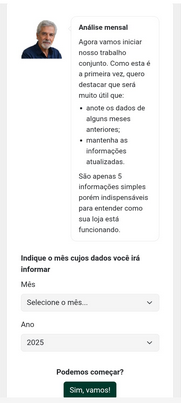 Análise mensal
Agora vamos iniciar
nosso trabalho
conjunto. Como esta é
a primeira vez, quero
destacar que será
muito útil que:
• anote os dados de
alguns meses
anteriores;
• mantenha as
informações
atualizadas.
São apenas 5
informações simples
porém indispensáveis
para entender como
sua loja está
funcionando.
Indique o mês cujos dados você irá
informar
Mês
Selecione o mês...
Ano
2025
Podemos começar?
Sim, vamos!